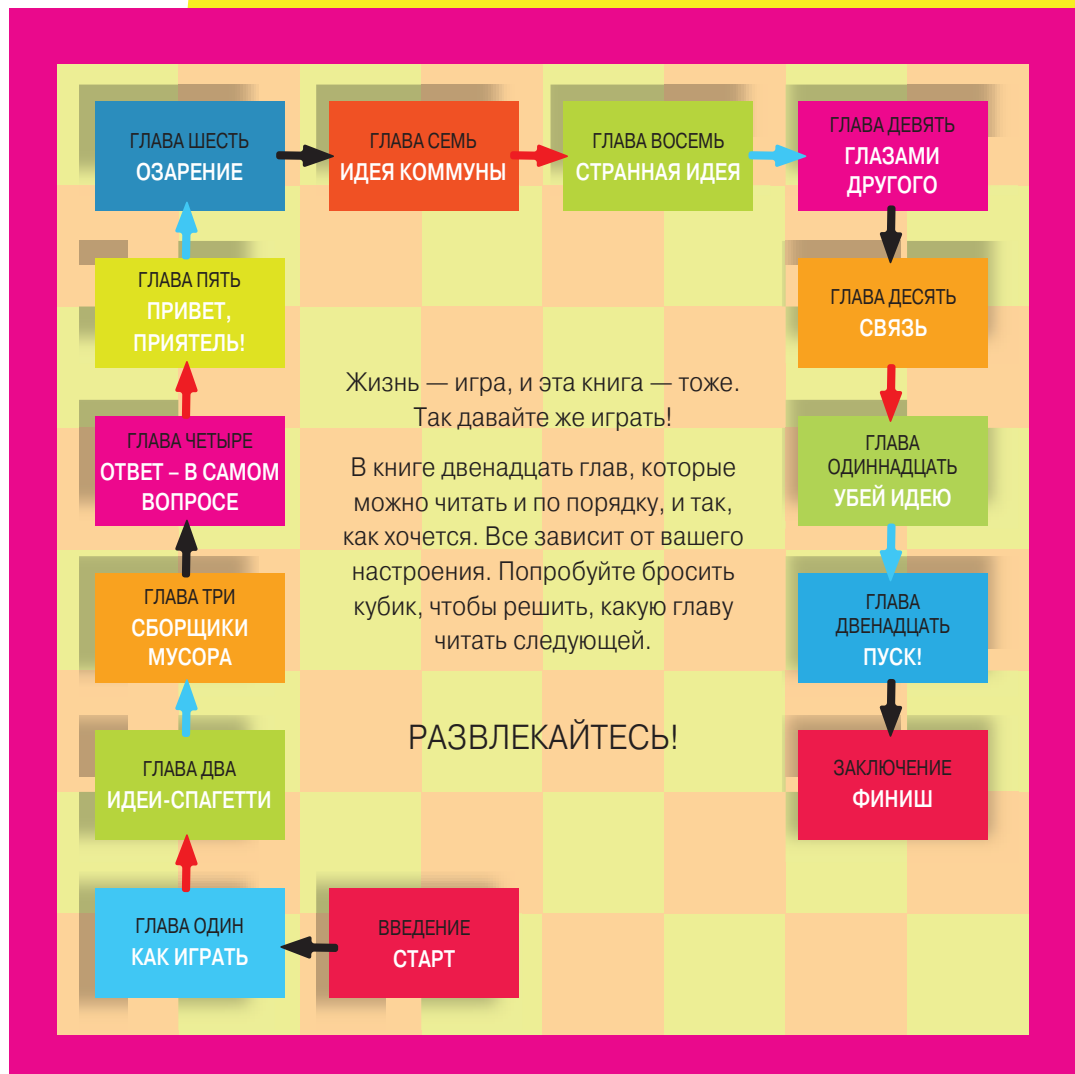 ГЛАВА ШЕСТЬ
ОЗАРЕНИЕ
ГЛАВА СЕМЬ
ИДЕЯ КОММУНЫ
ГЛАВА ВОСЕМЬ
СТРАННАЯ ИДЕЯ
ГЛАВА ДЕВЯТЬ
ГЛАЗАМИ
ДРУГОГО
ГЛАВА ПЯТЬ
ПРИВЕТ,
ПРИЯТЕЛЬ!
ГЛАВА ДЕСЯТЬ
СВЯЗЬ
Жизнь — игра, и эта книга — тоже.
Так давайте же играть!
В книге двенадцать глав, которые
можно читать и по порядку, и так,
как хочется. Все зависит от вашего
настроения. Попробуйте бросить
кубик, чтобы решить, какую главу
читать следующей.
РАЗВЛЕКАЙТЕСЬ!
ГЛАВА ЧЕТЫРЕ
ОТВЕТ – В САМОМ
ВОПРОСЕ
ГЛАВА
ОДИННАДЦАТЬ
УБЕЙ ИДЕЮ
ГЛАВА ТРИ
СБОРЩИКИ
МУСОРА
ГЛАВА
ДВЕНАДЦАТЬ
ПУСК!
ГЛАВА ДВА
ИДЕИ-СПАГЕТТИ
ЗАКЛЮЧЕНИЕ
ФИНИШ
ГЛАВА ОДИН
КАК ИГРАТЬ
ВВЕДЕНИЕ
СТАРТ